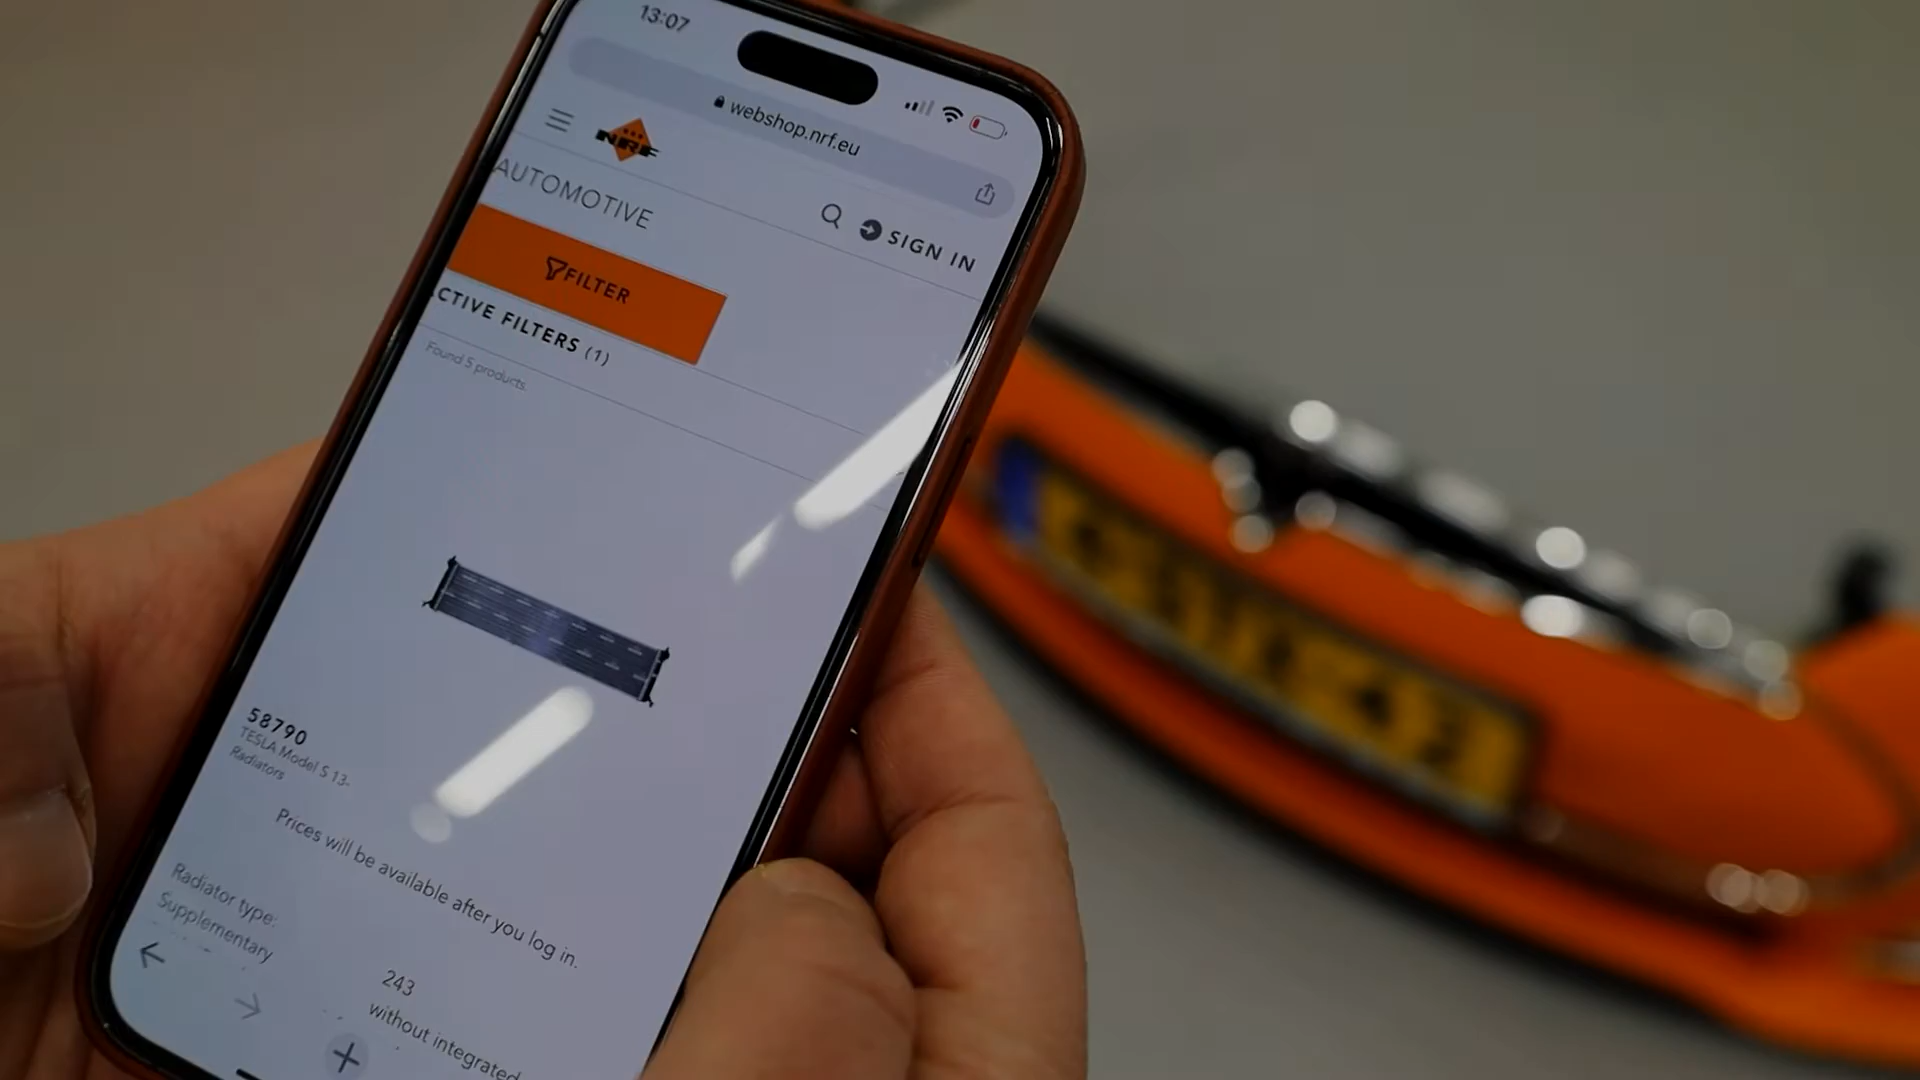 13:07
webshop.nrf.eu
NRF
AUTOMOTIVE
SIGN IN
FILTER
CTIVE FILTERS (1)
Found 5 products.
58790
TESLA Model S 13-
Radiators
Prices will be available after you log in.
Radiator type:
Supplementary
243
without integrated